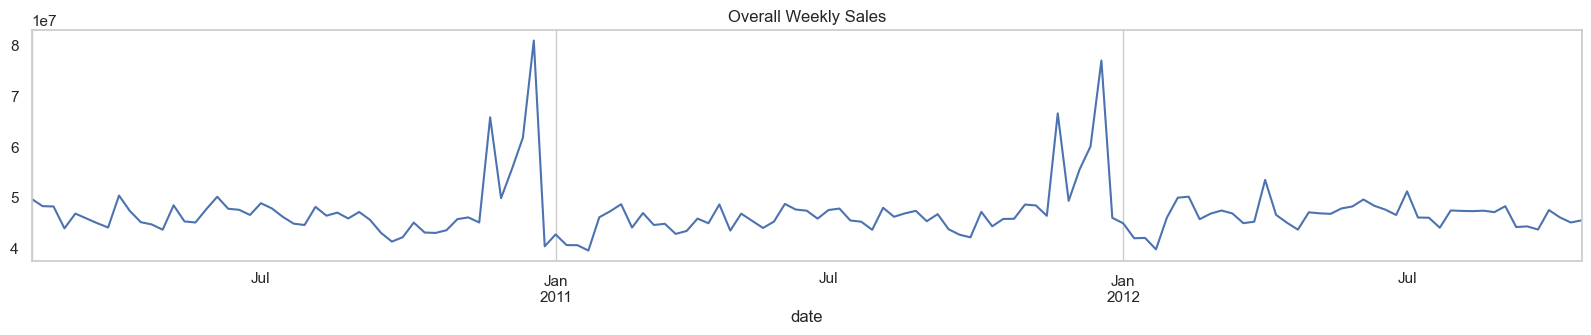 Overall Weekly Sales
1e7
8
7
6
5
4
Jul
Jan
2011
Jul
Jan
2012
Jul
date